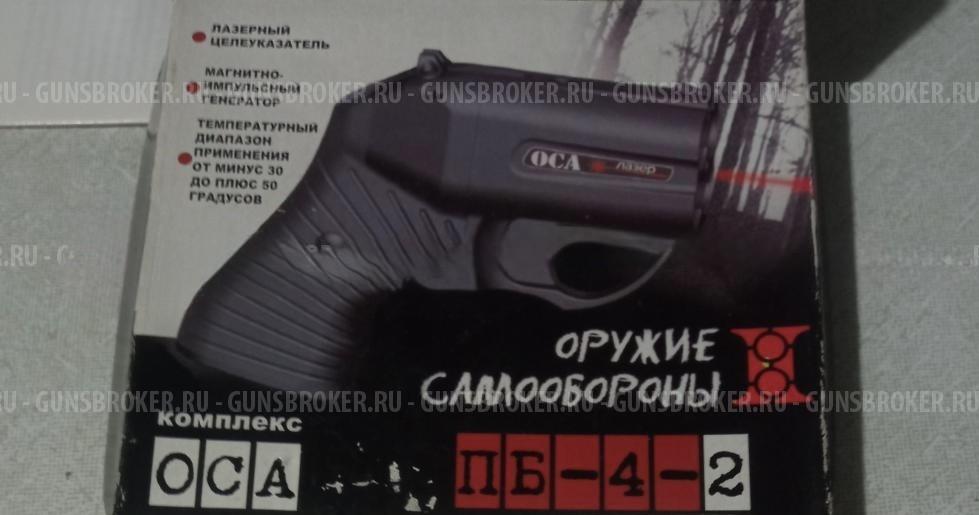 ЛАЗЕРНЫЙ
ЦЕЛЕУКАЗАТЕЛЬ
МАГНИТНО-
ИМПУЛЬСНЫЙ
ГЕНЕРАТОР
ТЕМПЕРАТУРНЫЙ
ДИАПАЗОН
ПРИМЕНЕНИЯ
ОТ МИНУС 30
ДО ПЛЮС 50
ГРАДУСОВ
ОСА лазер
RU - GUNSBROKER.RU - GUNSBROKER.RU - GUNSBROKER.RU - GUNSBROKER.RU - GUNSBROKER.RU
ОРУЖИЕ
САМООБОРОНЫ
RU - GUNSBROKER.RU - GUNSBROKER.RU - GUNSBROKER.RU - GUNSBROKER.RU - GUNSBROKER.RU
комплекс
ОСА ПБ-4-2